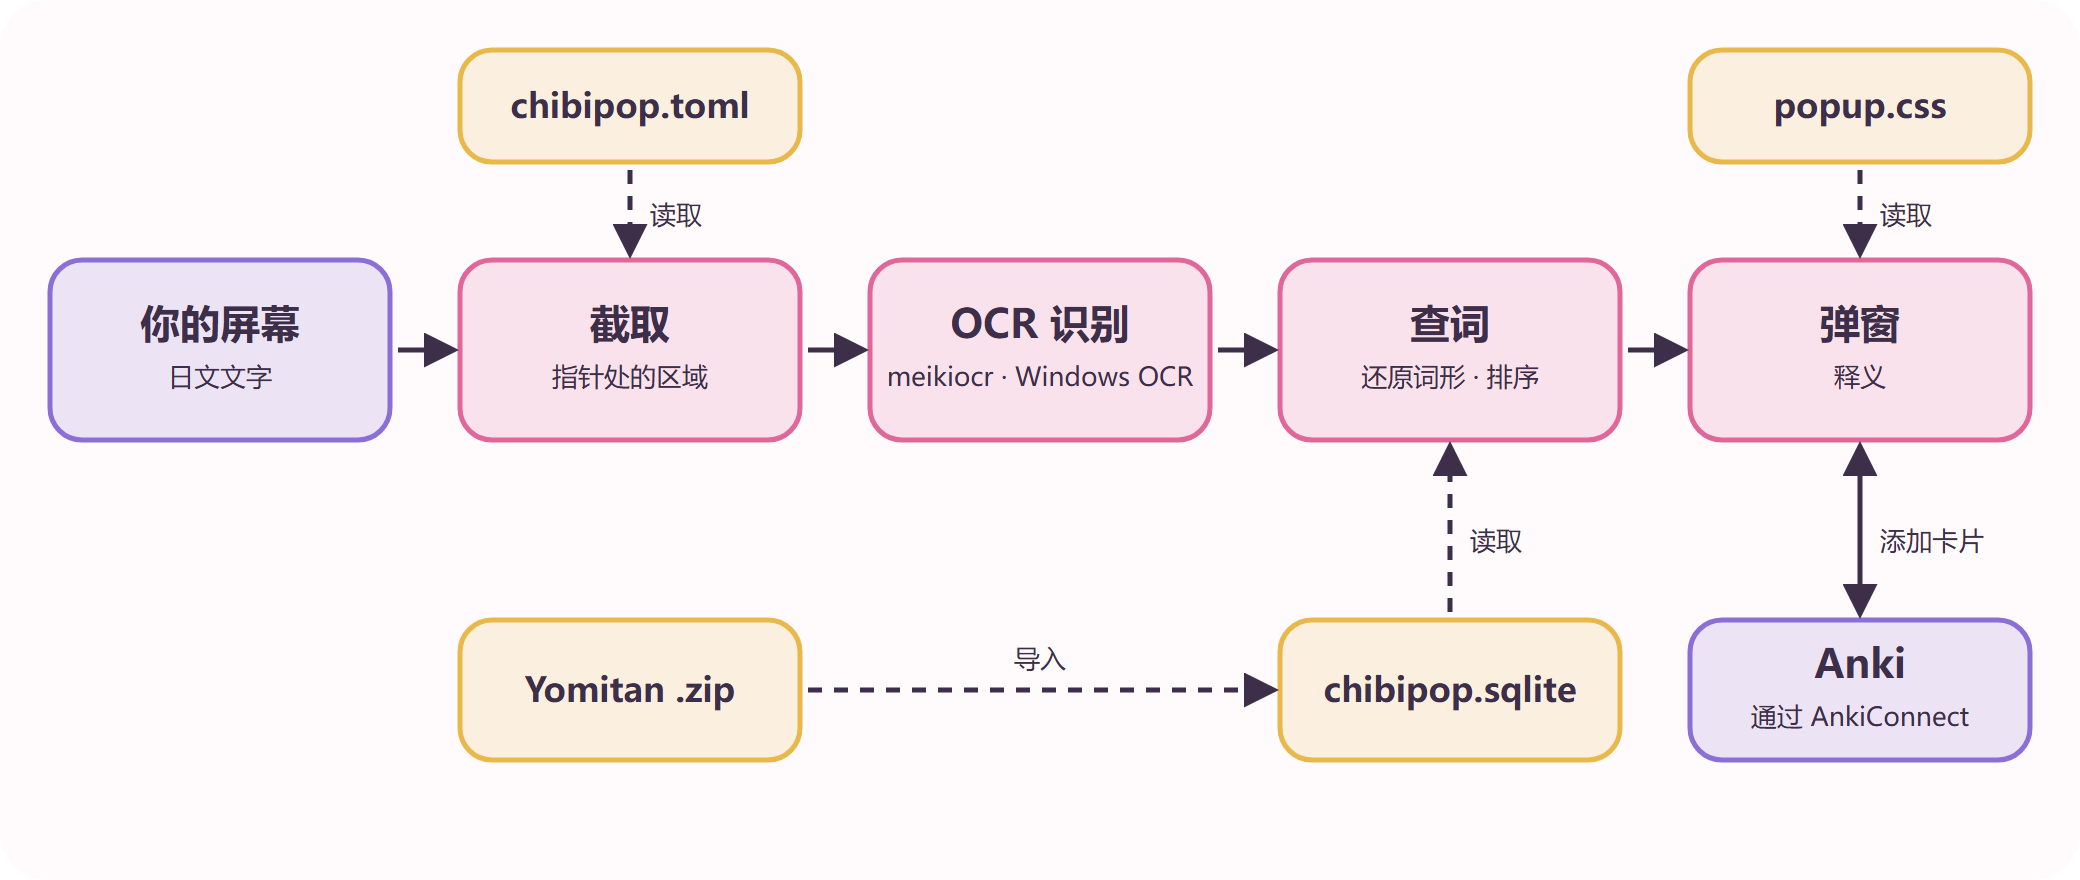 chibipop.toml
popup.css
读取
读取
你的屏幕
日文文字
截取
指针处的区域
OCR 识别
meikiocr · Windows OCR
查词
还原词形 · 排序
弹窗
释义
读取
添加卡片
Yomitan .zip
导入
chibipop.sqlite
Anki
通过 AnkiConnect